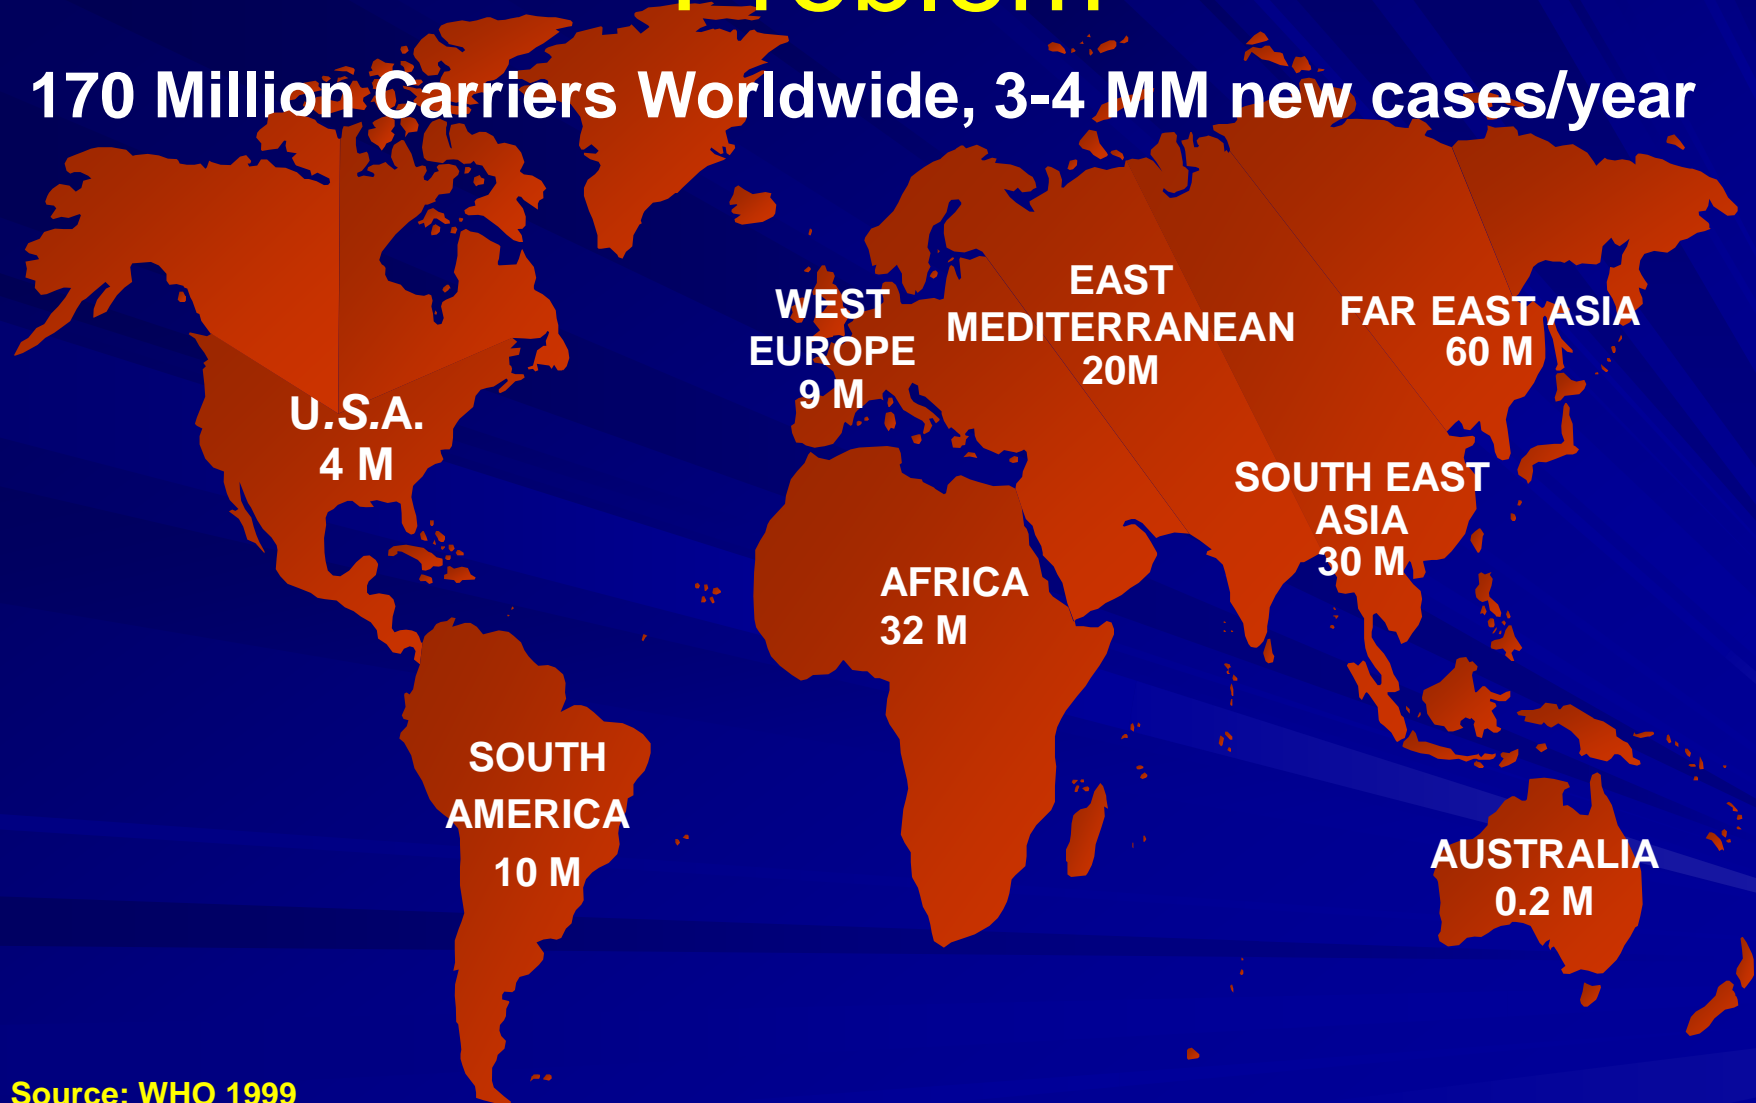 Problem
170 Million Carriers Worldwide, 3-4 MM new cases/year
WEST
EUROPE
9 M
EAST
MEDITERRANEAN
20M
FAR EAST ASIA
60 M
U.S.A.
4 M
SOUTH EAST
ASIA
30 M
AFRICA
32 M
SOUTH
AMERICA
10 M
AUSTRALIA
0.2 M
Source: WHO 1999